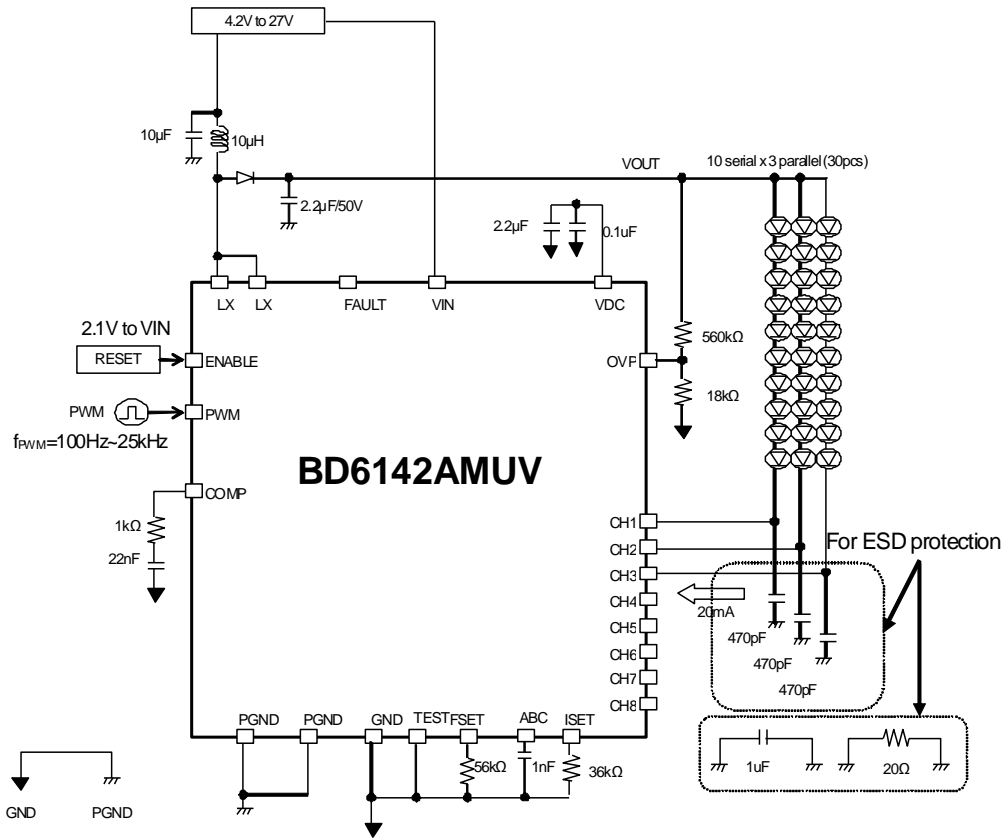 4.2V to 27V
10µF
10µH
VOUT
10 serial x 3 parallel (30pcs)
2.2µF/50V
2.2µF
0.1uF
LX
LX
FAULT
VIN
VDC
2.1V to VIN
RESET
ENABLE
560kΩ
OVP
PWM
PWM
18kΩ
fPWM=100Hz~25kHz
BD6142AMUV
COMP
1kΩ
22nF
CH1
CH2
CH3
CH4
CH5
CH6
CH7
CH8
For ESD protection
20mA
470pF
470pF
470pF
PGND
PGND
GND
TEST
FSET
ABC
ISET
56kΩ
1nF
36kΩ
1uF
20Ω
GND
PGND